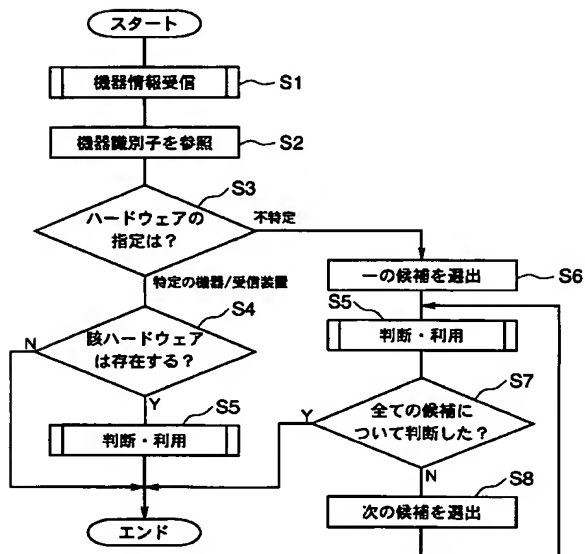 スタート
機器情報受信
S1
機器識別子を参照
S2
S3
ハードウェアの
指定は？
不特定
特定の機器/受信装置
一の候補を選出
S6
S4
N
該ハードウェア
は存在する？
Y
S5
判断・利用
S5
判断・利用
S7
Y
全ての候補に
ついて判断した？
N
S8
次の候補を選出
エンド